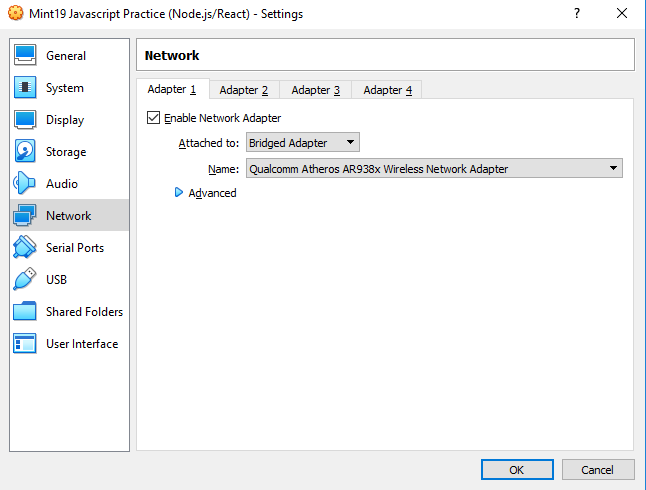 Mint19 Javascript Practice (Node.js/React) - Settings
?
General
System
Display
Storage
Audio
Network
Serial Ports
USB
Shared Folders
User Interface
Network
Adapter 1 Adapter 2 Adapter 3 Adapter 4
Enable Network Adapter
Attached to: Bridged Adapter
Name: Qualcomm Atheros AR938x Wireless Network Adapter
Advanced
OK Cancel